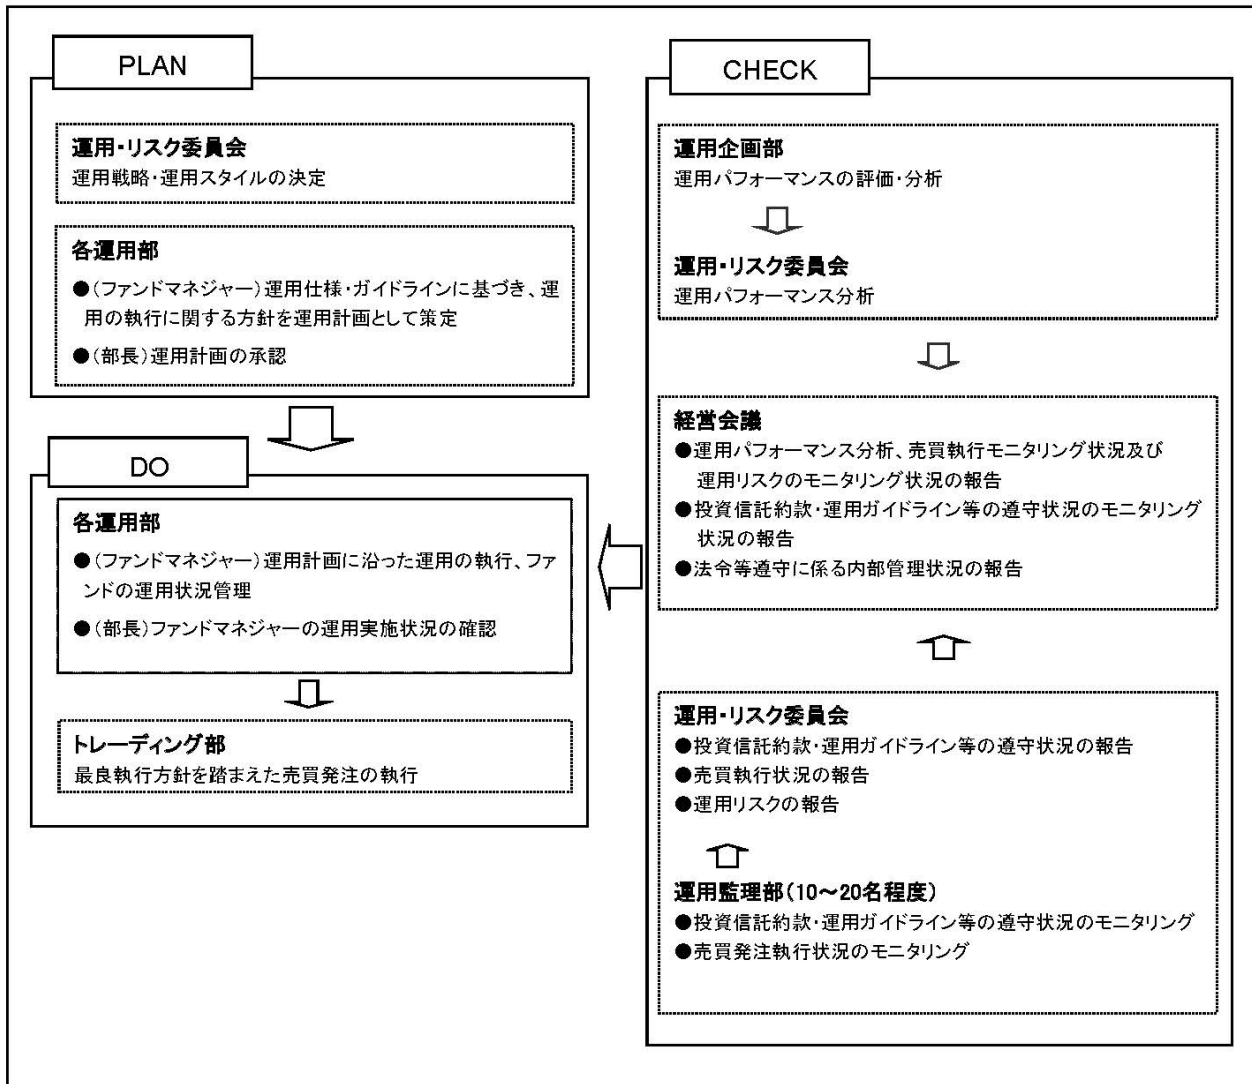 PLAN
運用・リスク委員会
運用戦略・運用スタイルの決定
各運用部
●（ファンドマネジャー）運用仕様・ガイドラインに基づき、運
用の執行に関する方針を運用計画として策定
●（部長）運用計画の承認
DO
各運用部
●（ファンドマネジャー）運用計画に沿った運用の執行、ファ
ンドの運用状況管理
●（部長）ファンドマネジャーの運用実施状況の確認
トレーディング部
最良執行方針を踏まえた売買発注の執行
CHECK
運用企画部
運用パフォーマンスの評価・分析
運用・リスク委員会
運用パフォーマンス分析
経営会議
●運用パフォーマンス分析、売買執行モニタリング状況及び
運用リスクのモニタリング状況の報告
●投資信託約款・運用ガイドライン等の遵守状況のモニタリング
状況の報告
●法令等遵守に係る内部管理状況の報告
運用・リスク委員会
●投資信託約款・運用ガイドライン等の遵守状況の報告
●売買執行状況の報告
●運用リスクの報告
運用監理部（10～20名程度）
●投資信託約款・運用ガイドライン等の遵守状況のモニタリング
●売買発注執行状況のモニタリング